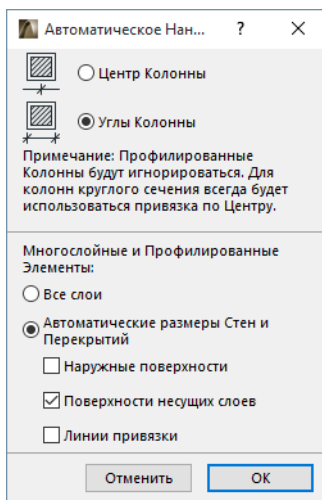 Автоматическое Нан... ? ×
Центр Колонны
Углы Колонны
Примечание: Профилированные
Колонны будут игнорироваться. Для
колонн круглого сечения всегда будет
использоваться привязка по Центру.
Многослойные и Профилированные
Элементы:
Все слои
Автоматические размеры Стен и
Перекрытий
Наружные поверхности
Поверхности несущих слоев
Линии привязки
Отменить OK